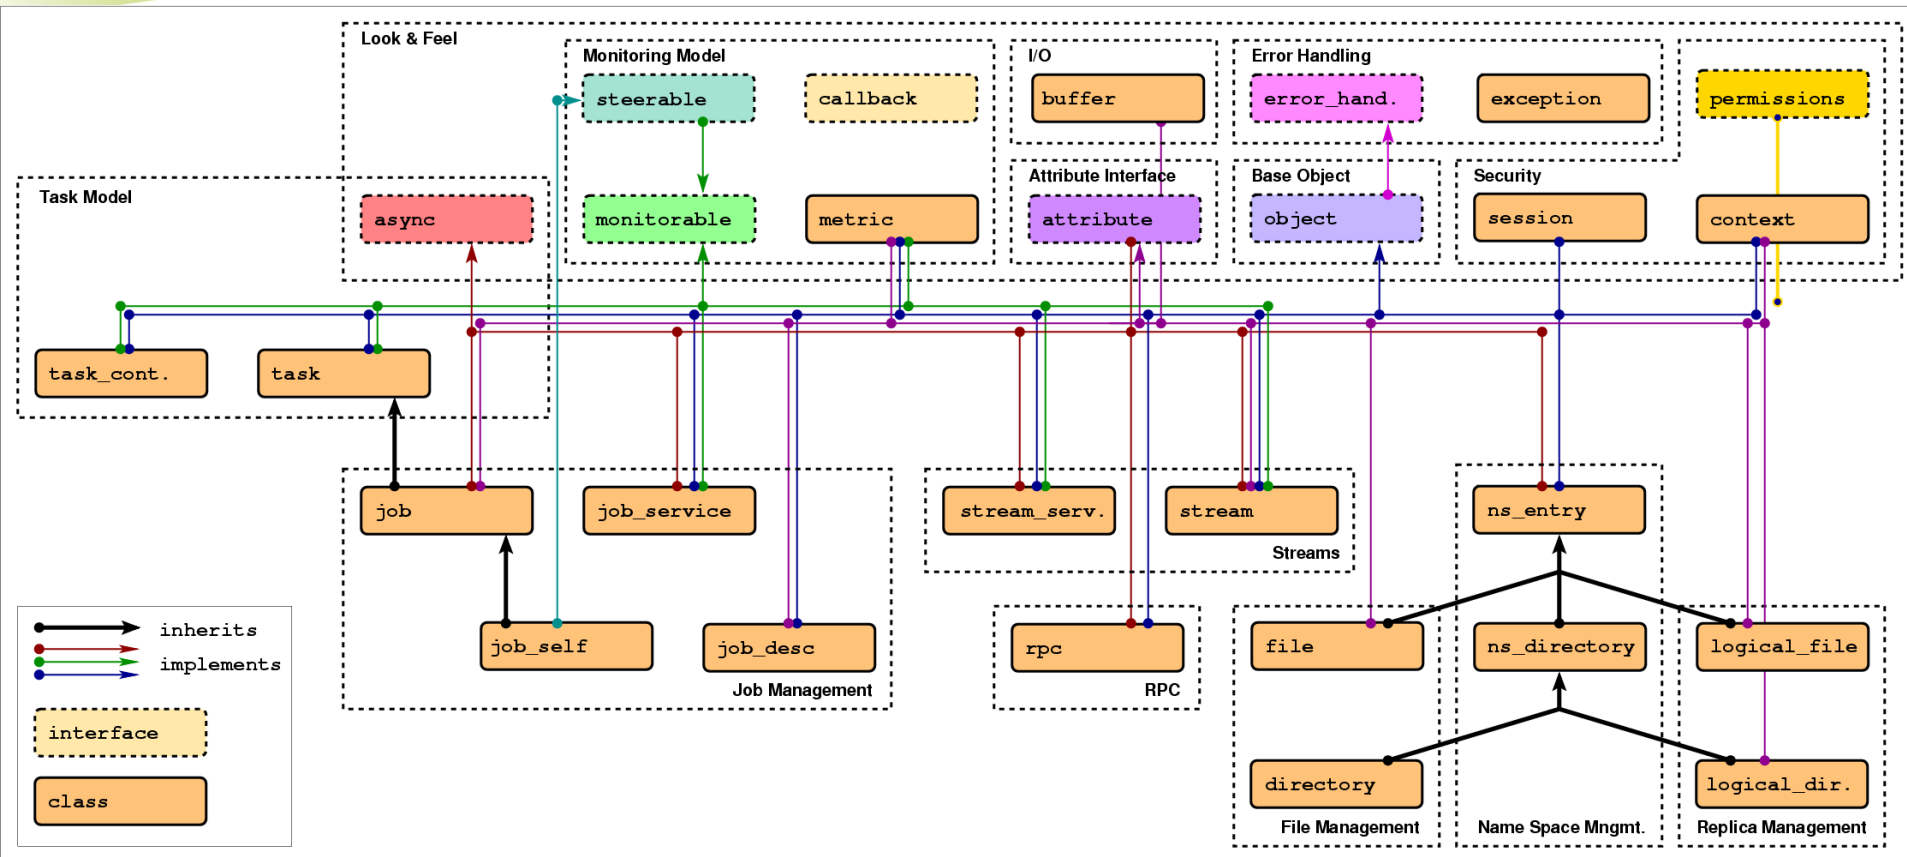 Look & Feel
Monitoring Model
I/O
Error Handling
steerable
callback
buffer
error_hand.
exception
permissions
Task Model
Attribute Interface
Base Object
Security
async
monitorable
metric
attribute
object
session
context
task_cont.
task
job
job_service
stream_serv.
stream
ns_entry
Streams
inherits
implements
job_self
job_desc
rpc
file
ns_directory
logical_file
Job Management
RPC
interface
class
directory
logical_dir.
File Management
Name Space Mngmt.
Replica Management